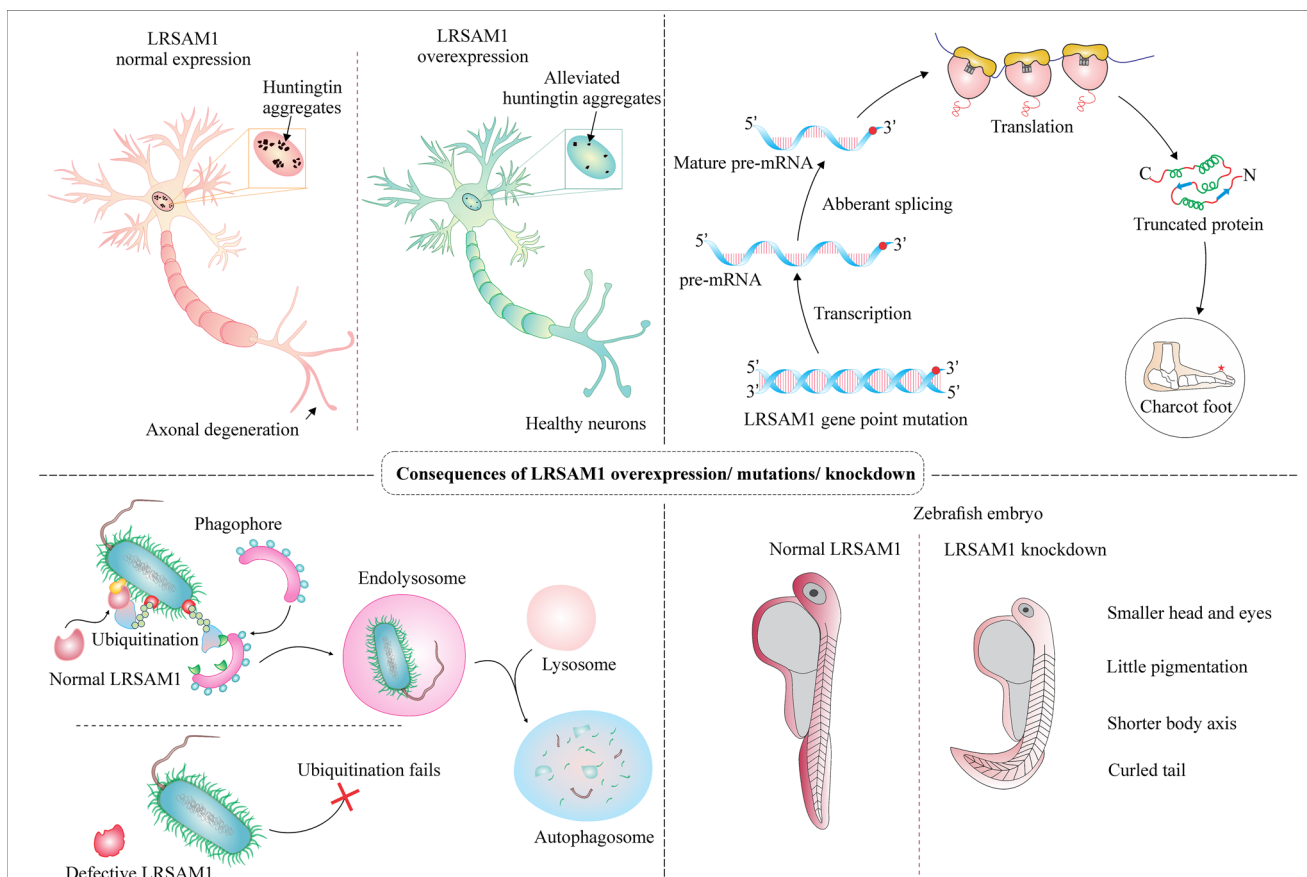 LRSAM1
normal expression
Huntingtin
aggregates
Axonal degeneration
LRSAM1
overexpression
Alleviated
huntingtin aggregates
Healthy neurons
Translation
5’
3’
Mature pre-mRNA
Abberant splicing
3’
pre-mRNA
Transcription
5’
3’
3’
5’
LRSAM1 gene point mutation
C
N
Truncated protein
Charcot foot
Consequences of LRSAM1 overexpression/ mutations/ knockdown
Phagophore
Ubiquitination
Normal LRSAM1
Endolysosome
Lysosome
Autophagosome
Ubiquitination fails
Defective LRSAM1
Zebrafish embryo
Normal LRSAM1
LRSAM1 knockdown
Smaller head and eyes
Little pigmentation
Shorter body axis
Curled tail